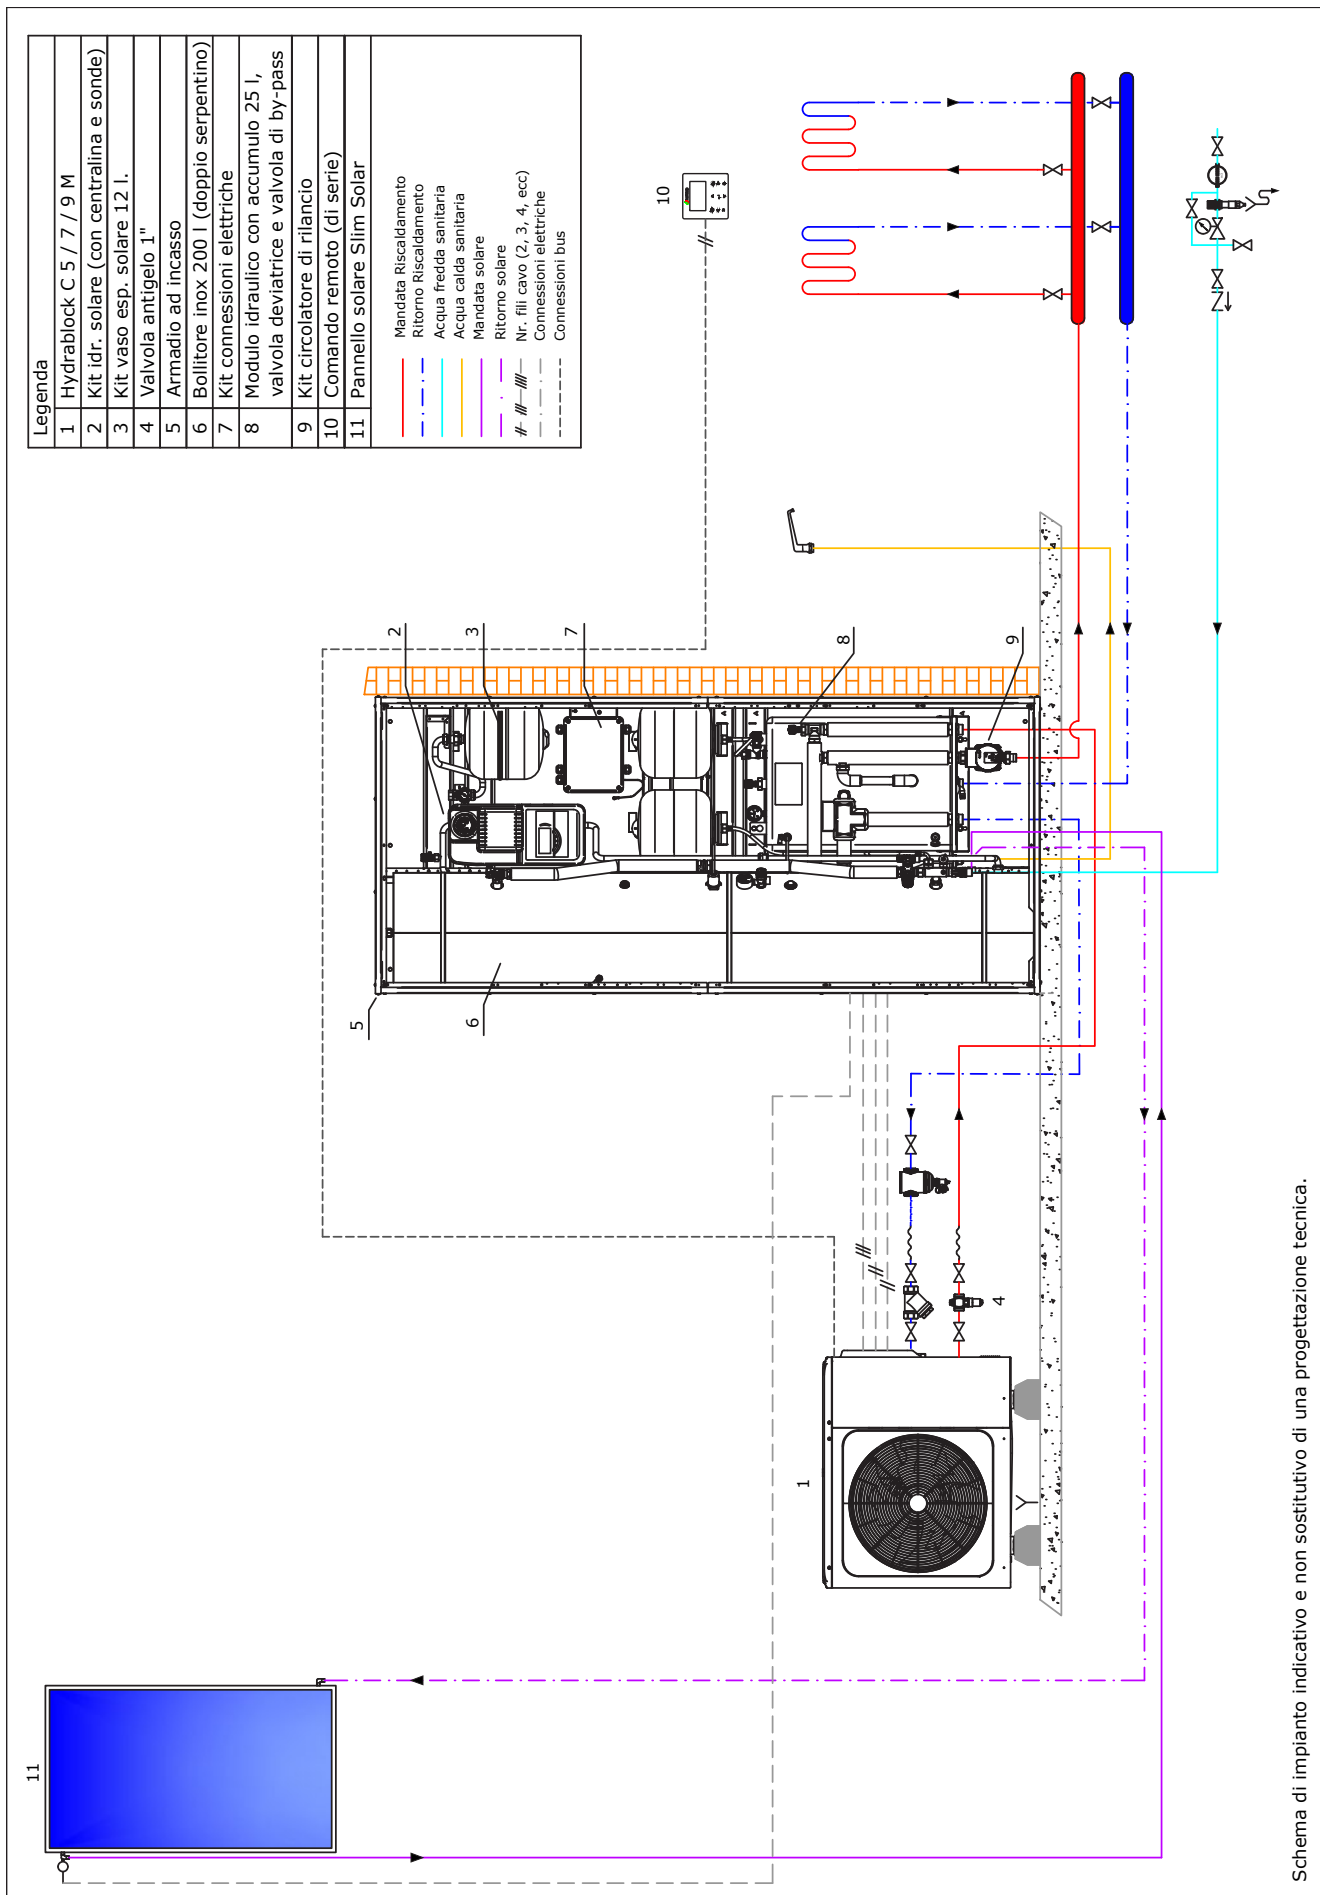 Legenda
1 Hydrablock C 5 / 7 / 9 M
2 Kit idr. solare (con centralina e sonde)
3 Kit vaso esp. solare 12 l.
4 Valvola antigelo 1"
5 Armadio ad incasso
6 Bollitore inox 200 l (doppio serpentino)
7 Kit connessioni elettriche
8 Modulo idraulico con accumulo 25 l,
valvola deviatrice e valvola di by-pass
9 Kit circolatore di rilancio
10 Comando remoto (di serie)
11 Pannello solare Slim Solar
Mandata Riscaldamento
Ritorno Riscaldamento
Acqua fredda sanitaria
Acqua calda sanitaria
Mandata solare
Ritorno solare
Nr. fili cavo (2, 3, 4, ecc)
Connessioni elettriche
Connessioni bus
11
1
4
5
6
2
3
7
8
9
10
Schema di impianto indicativo e non sostitutivo di una progettazione tecnica.